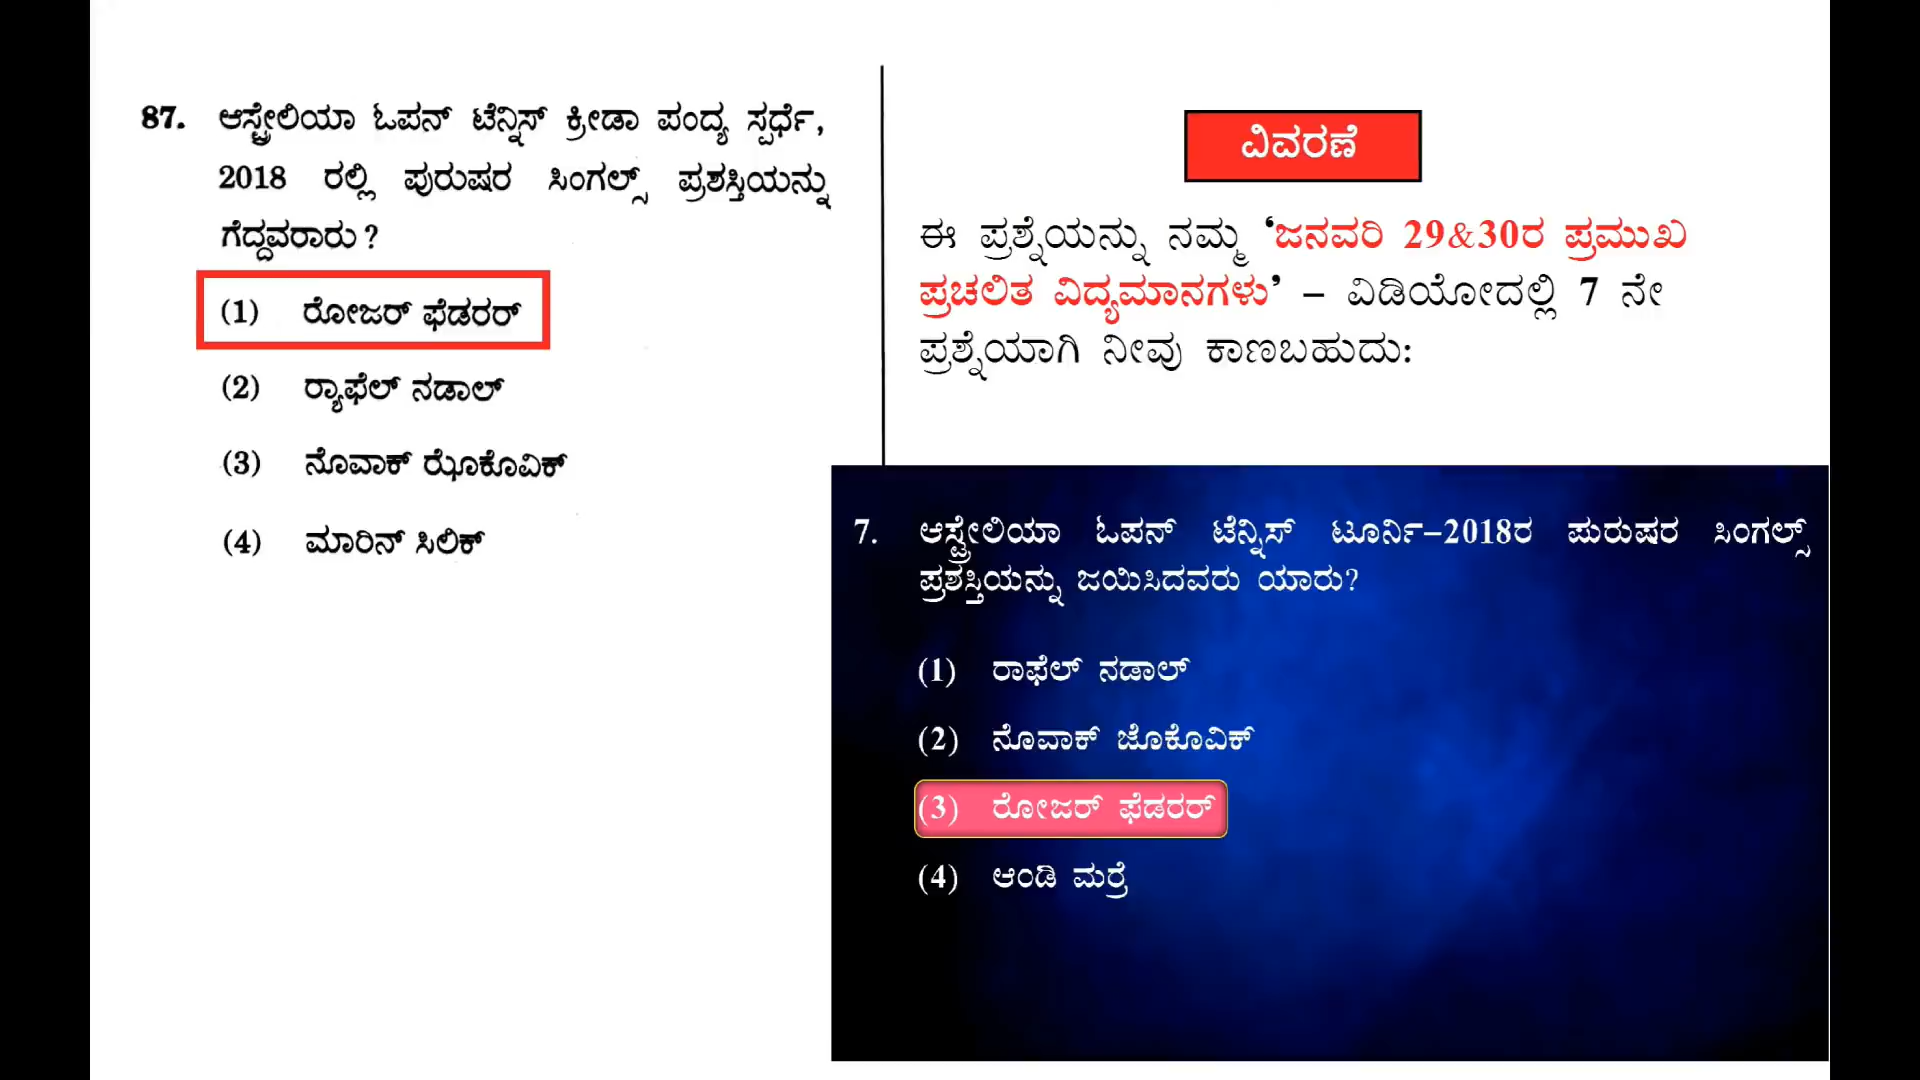 87. ಆಸ್ಟ್ರೇಲಿಯಾ ಓಪನ್ ಟೆನ್ನಿಸ್ ಕ್ರೀಡಾ ಪಂದ್ಯ ಸ್ಪರ್ಧೆ,
2018 ರಲ್ಲಿ ಪುರುಷರ ಸಿಂಗಲ್ಸ್ ಪ್ರಶಸ್ತಿಯನ್ನು
ಗೆದ್ದವರಾರು?
(1) ರೋಜರ್ ಫೆಡರರ್
(2) ರ‍್ಯಾಫೆಲ್ ನಡಾಲ್
(3) ನೊವಾಕ್ ಝೊಕೊವಿಕ್
(4) ಮಾರಿನ್ ಸಿಲಿಕ್
ವಿವರಣೆ
ಈ ಪ್ರಶ್ನೆಯನ್ನು ನಮ್ಮ ‘ಜನವರಿ 29&30ರ ಪ್ರಮುಖ
ಪ್ರಚಲಿತ ವಿದ್ಯಮಾನಗಳು’ – ವಿಡಿಯೋದಲ್ಲಿ 7 ನೇ
ಪ್ರಶ್ನೆಯಾಗಿ ನೀವು ಕಾಣಬಹುದು:
7. ಆಸ್ಟ್ರೇಲಿಯಾ ಓಪನ್ ಟೆನ್ನಿಸ್ ಟೂರ್ನಿ–2018ರ ಪುರುಷರ ಸಿಂಗಲ್ಸ್
ಪ್ರಶಸ್ತಿಯನ್ನು ಜಯಿಸಿದವರು ಯಾರು?
(1) ರಾಫೆಲ್ ನಡಾಲ್
(2) ನೊವಾಕ್ ಜೊಕೊವಿಕ್
(3) ರೋಜರ್ ಫೆಡರರ್
(4) ಆಂಡಿ ಮರ್ರೆ